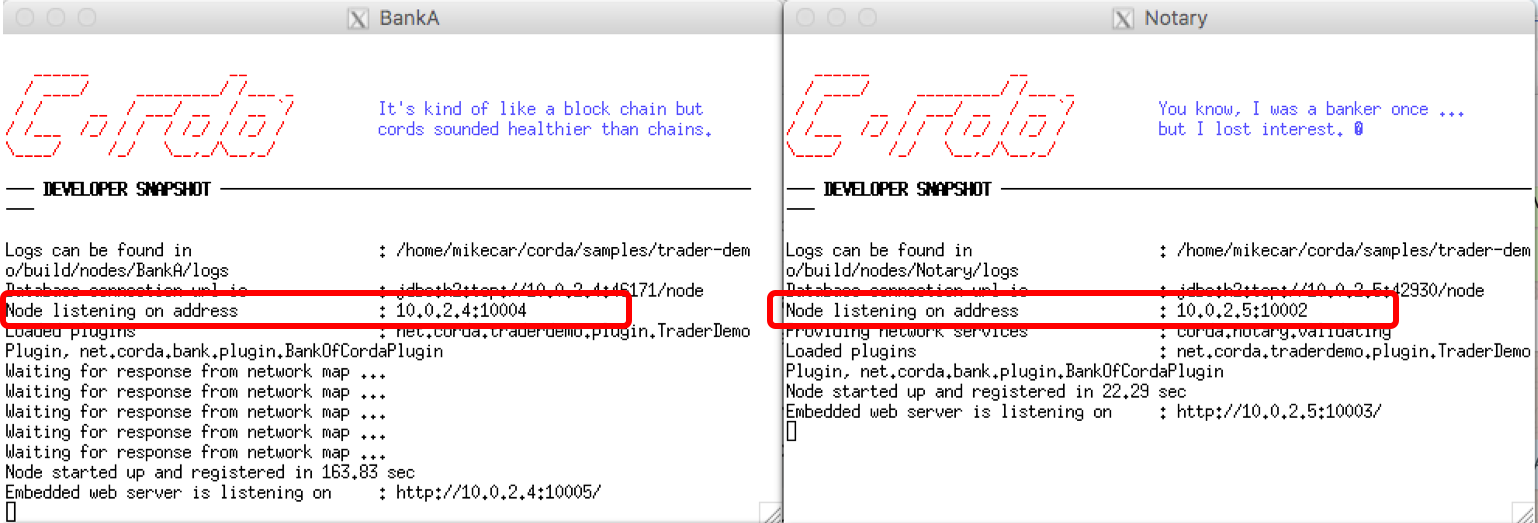 BankA
Corda
It's kind of like a block chain but
cords sounded healthier than chains.
DEVELOPER SNAPSHOT
Logs can be found in : /home/mikecar/corda/samples/trader-dem
o/build/nodes/BankA/logs
Database connection url is : jdbc:h2:tcp://10.0.2.4:46171/node
Node listening on address : 10.0.2.4:10004
Loaded plugins : net.corda.traderdemo.plugin.TraderDemo
Plugin, net.corda.bank.plugin.BankOfCordaPlugin
Waiting for response from network map ...
Waiting for response from network map ...
Waiting for response from network map ...
Waiting for response from network map ...
Waiting for response from network map ...
Node started up and registered in 163.83 sec
Embedded web server is listening on : http://10.0.2.4:10005/
Notary
Corda
You know, I was a banker once ...
but I lost interest.
DEVELOPER SNAPSHOT
Logs can be found in : /home/mikecar/corda/samples/trader-dem
o/build/nodes/Notary/logs
Database connection url is : jdbc:h2:tcp://10.0.2.5:42930/node
Node listening on address : 10.0.2.5:10002
Providing network services : corda.notary.validating
Loaded plugins : net.corda.traderdemo.plugin.TraderDemo
Plugin, net.corda.bank.plugin.BankOfCordaPlugin
Node started up and registered in 22.29 sec
Embedded web server is listening on : http://10.0.2.5:10003/